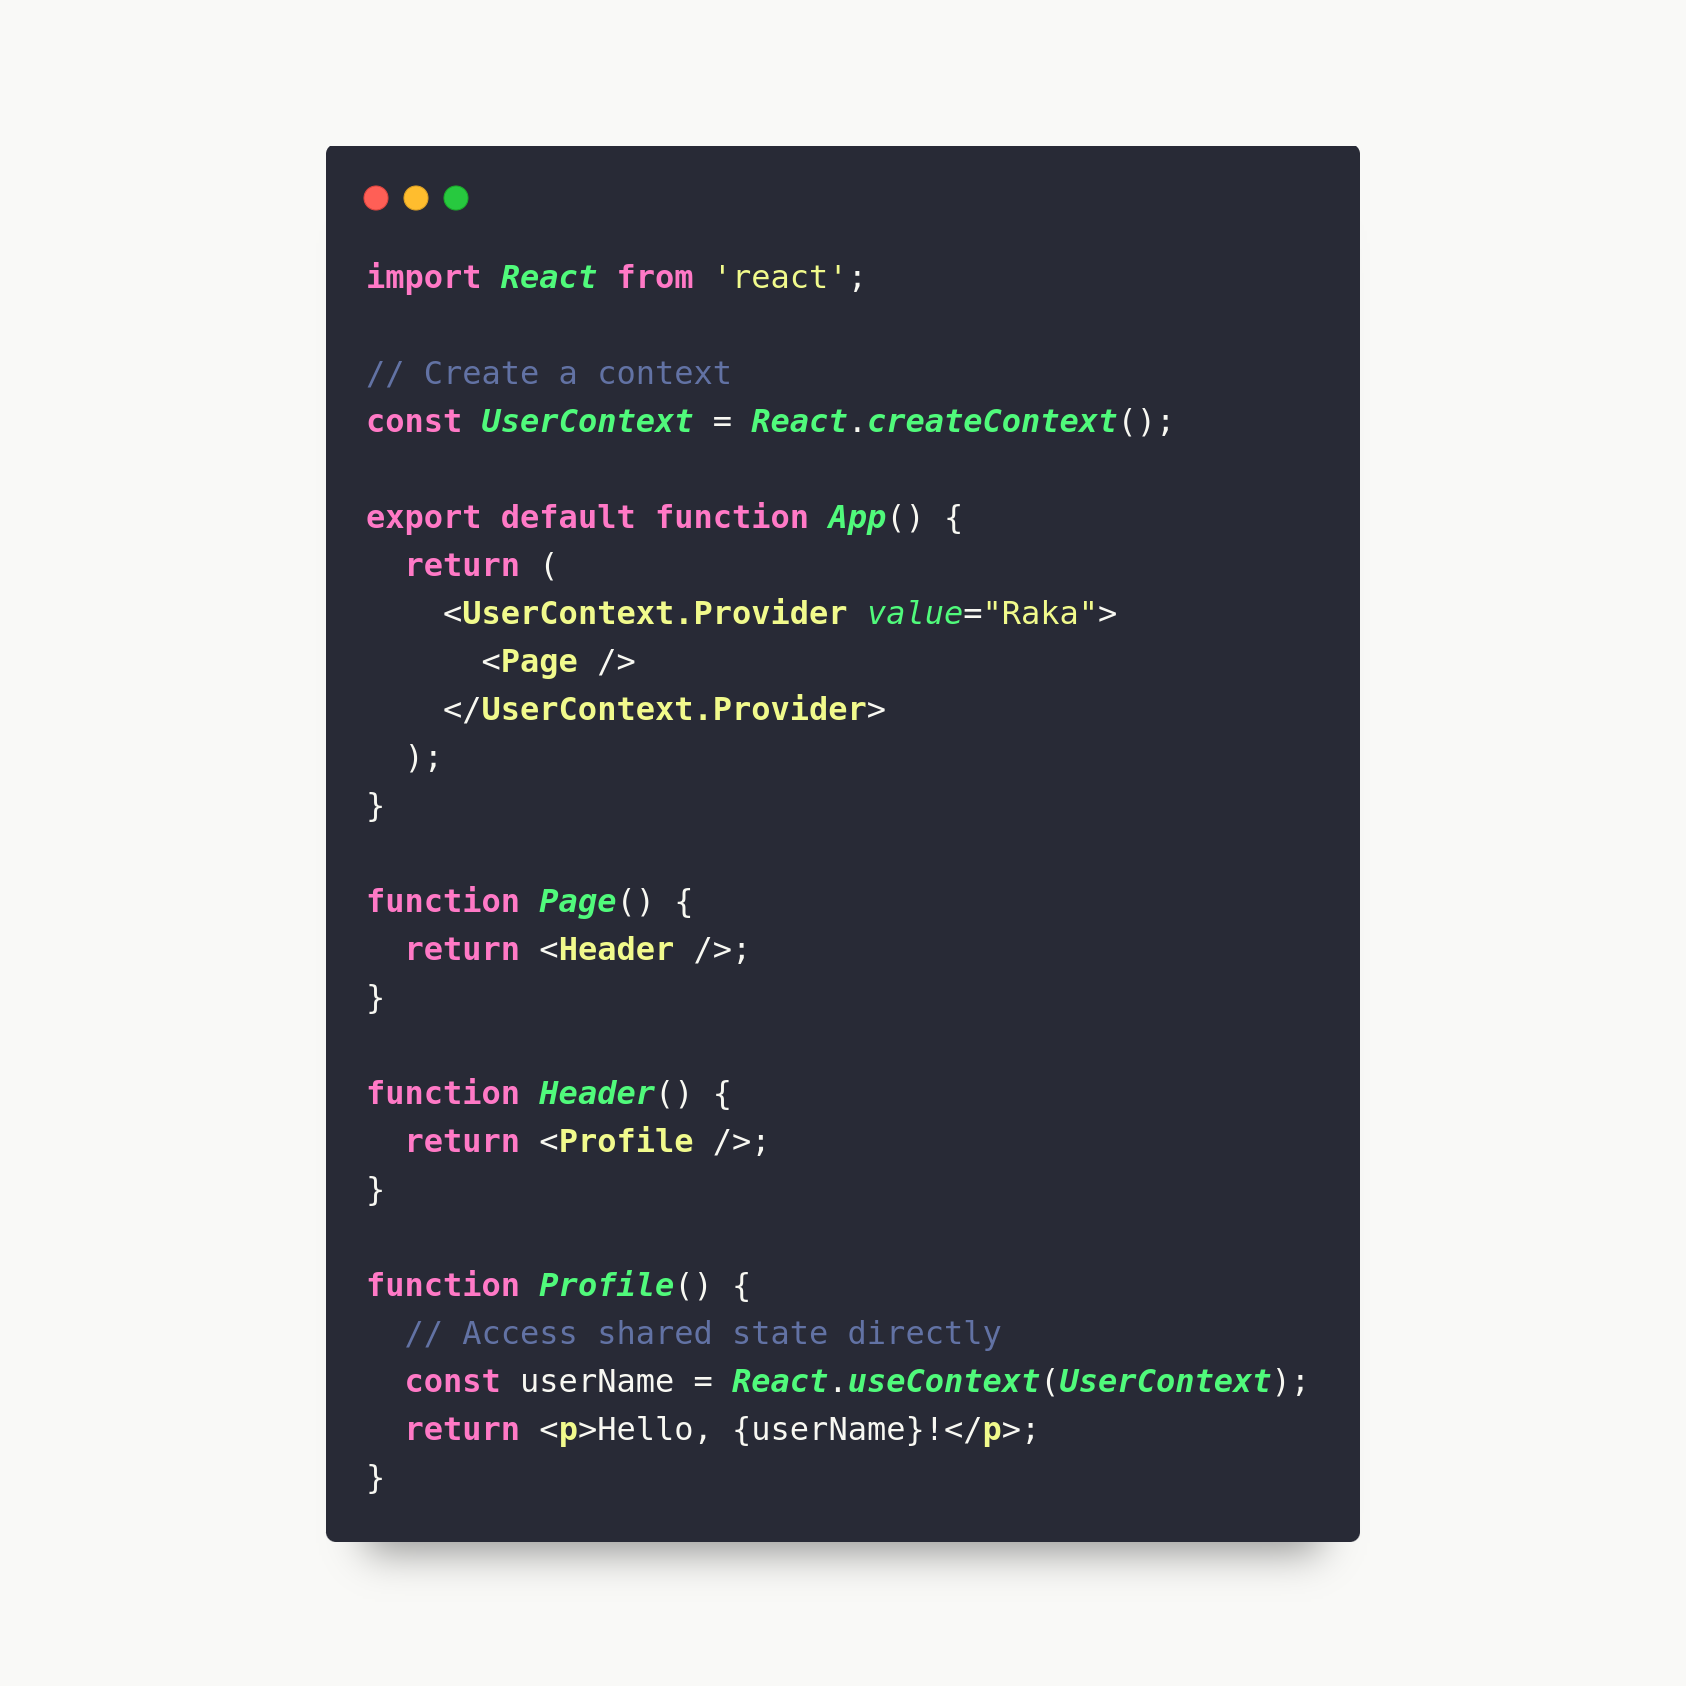 import React from 'react';

// Create a context
const UserContext = React.createContext();

export default function App() {
  return (
    <UserContext.Provider value="Raka">
      <Page />
    </UserContext.Provider>
  );
}

function Page() {
  return <Header />;
}

function Header() {
  return <Profile />;
}

function Profile() {
  // Access shared state directly
  const userName = React.useContext(UserContext);
  return <p>Hello, {userName}!</p>;
}